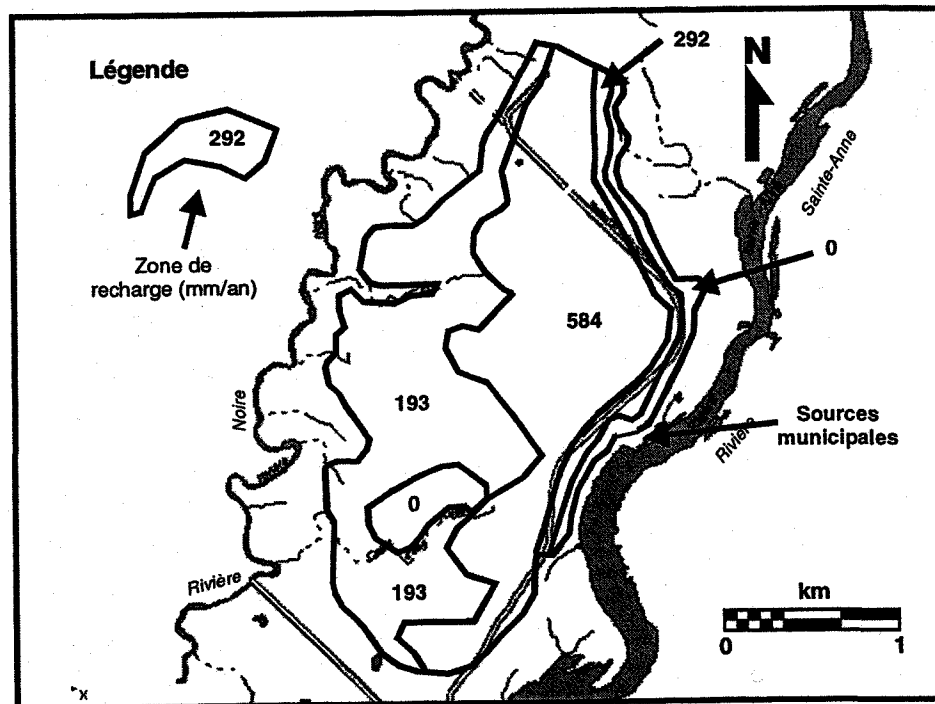 Légende
292
Zone de
recharge (mm/an)
292
N
Sainte-Anne
0
584
193
Noire
Sources
municipales
Rivière
0
193
Rivière
km
0
1
x